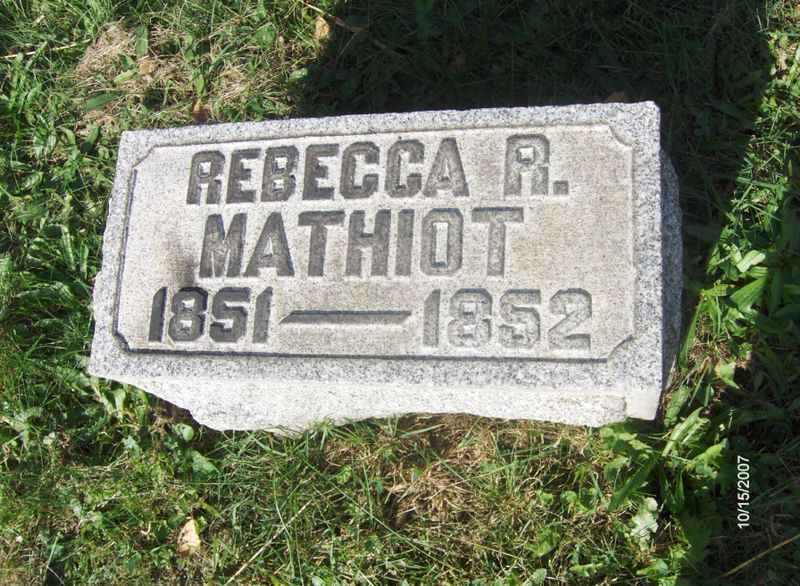 REBECCA R.
MATHIOT
1851 — 1852
10/15/2007